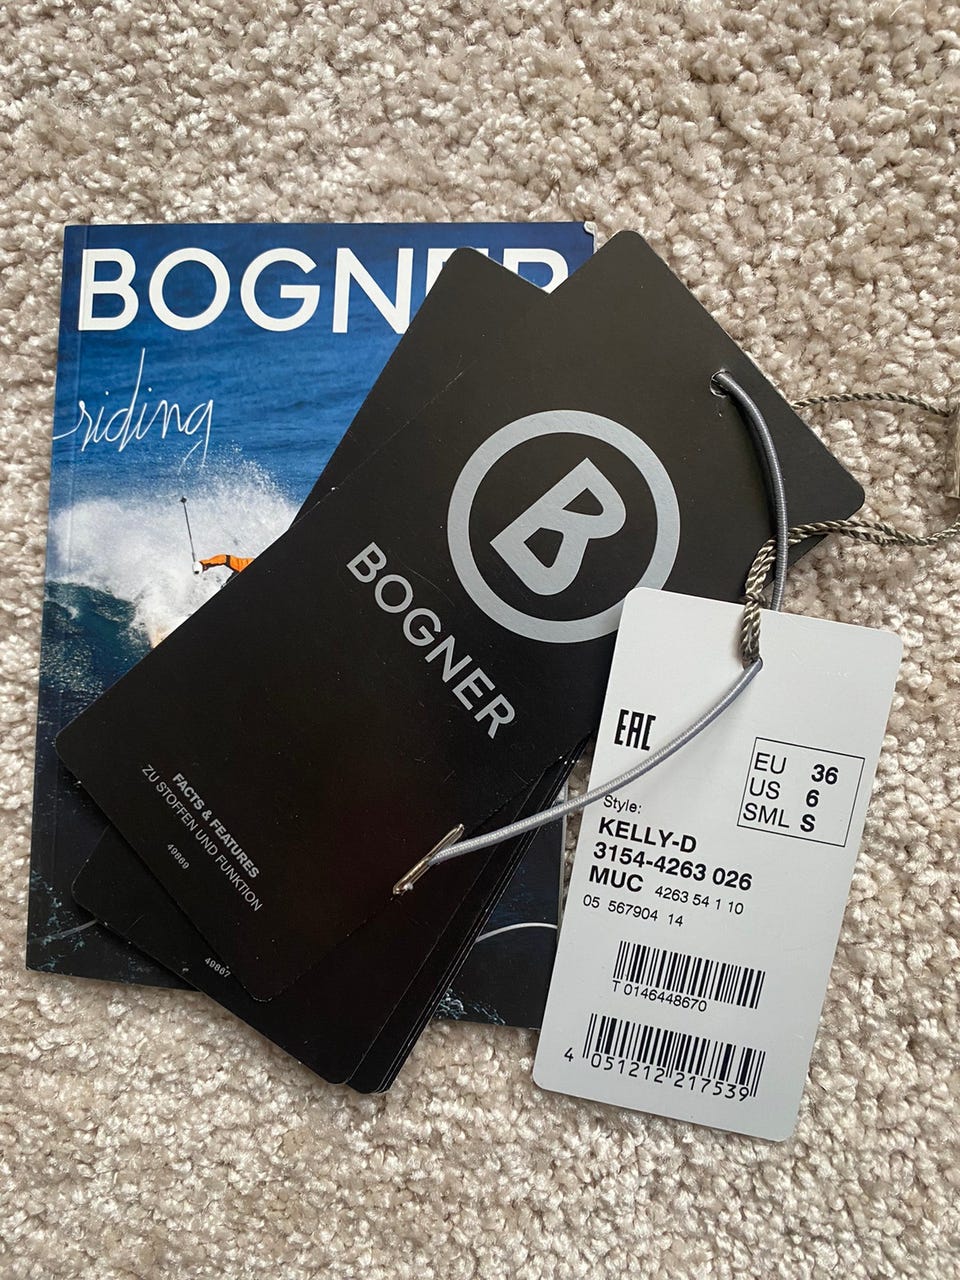 BOGNER
riding
B
BOGNER
FACTS & FEATURES
ZU STOFFEN UND FUNKTION
49889
49887
EAC
EU 36
US 6
SML S
Style:
KELLY-D
3154-4263 026
MUC 4263 54 1 10
05 567904 14
T 0146448670
4 051212 217539